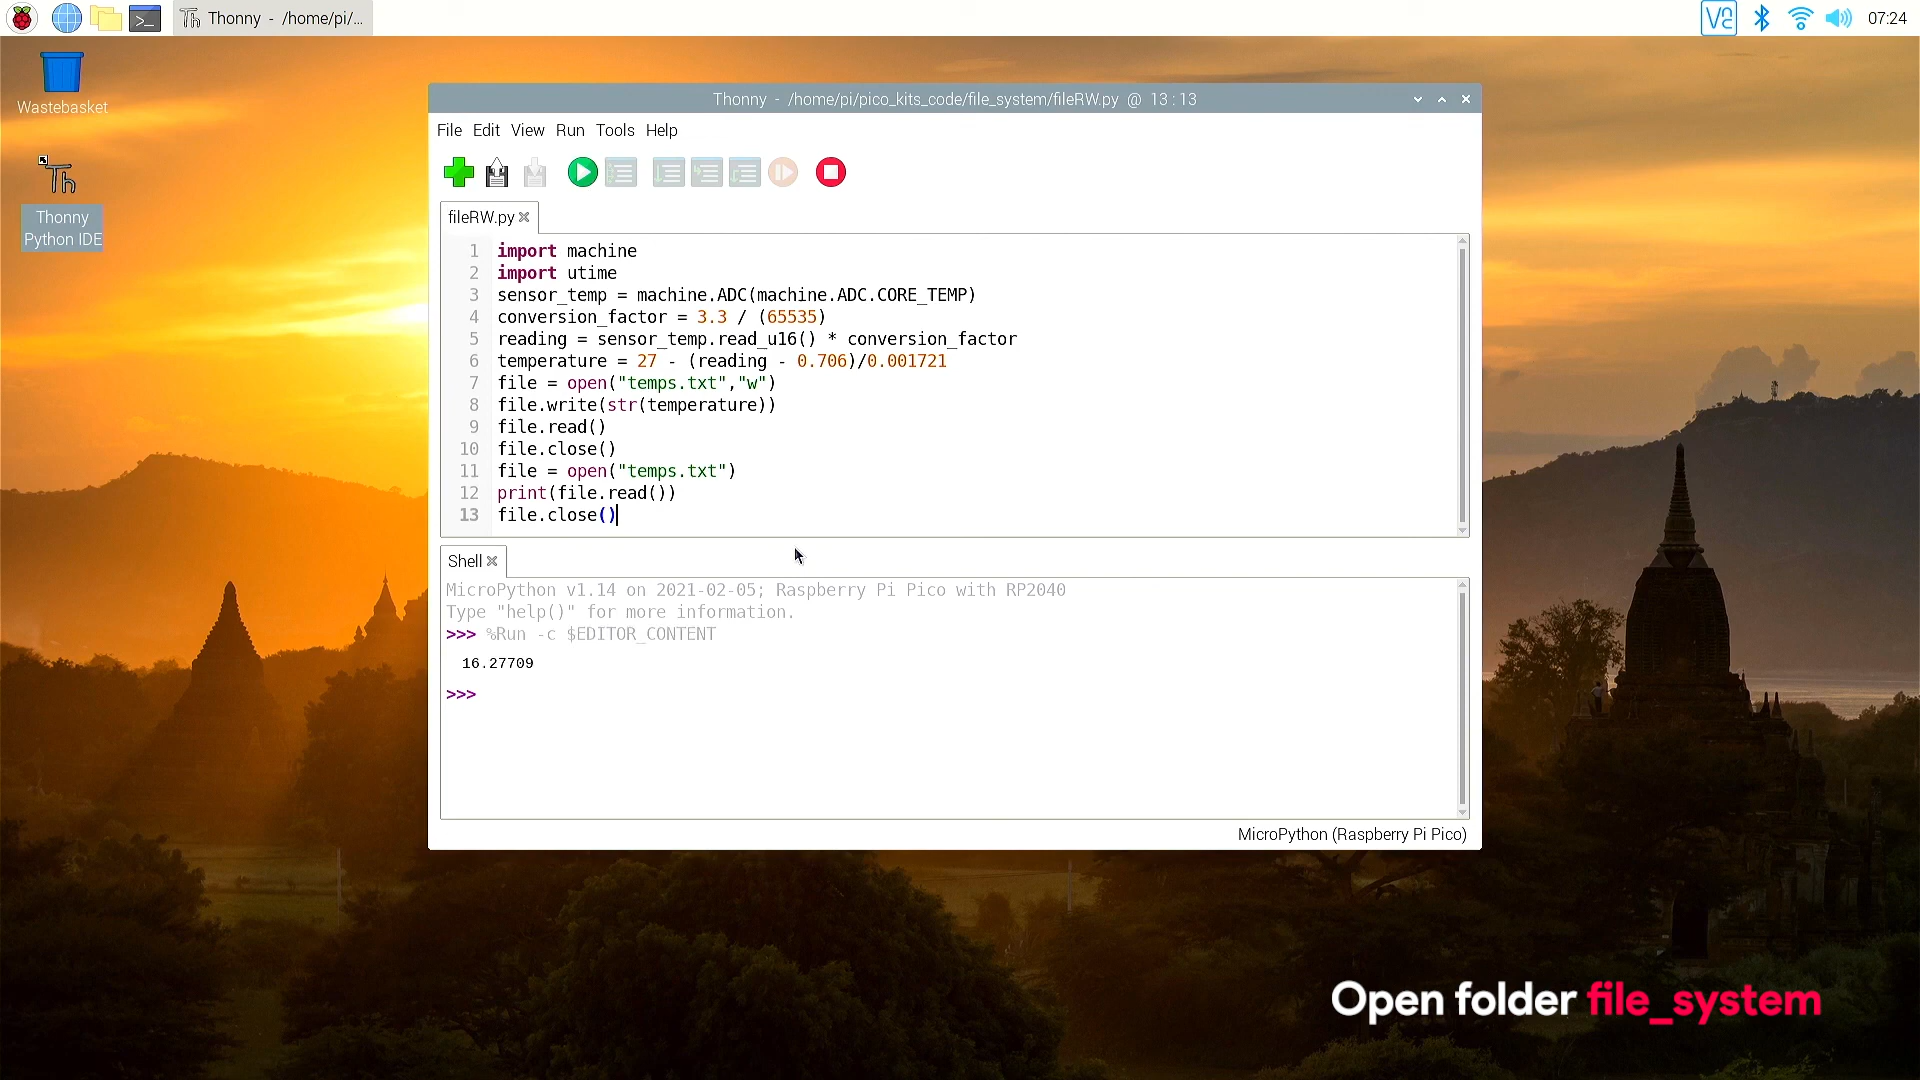 Thonny - /home/pi/...
VNC
07:24
Wastebasket
Th
Thonny
Python IDE
Thonny - /home/pi/pico_kits_code/file_system/fileRW.py @ 13 : 13
File Edit View Run Tools Help
fileRW.py
1 import machine
2 import utime
3 sensor_temp = machine.ADC(machine.ADC.CORE_TEMP)
4 conversion_factor = 3.3 / (65535)
5 reading = sensor_temp.read_u16() * conversion_factor
6 temperature = 27 - (reading - 0.706)/0.001721
7 file = open("temps.txt","w")
8 file.write(str(temperature))
9 file.read()
10 file.close()
11 file = open("temps.txt")
12 print(file.read())
13 file.close()
Shell
MicroPython v1.14 on 2021-02-05; Raspberry Pi Pico with RP2040
Type "help()" for more information.
>>> %Run -c $EDITOR_CONTENT
16.27709
>>>
MicroPython (Raspberry Pi Pico)
Open folder file_system